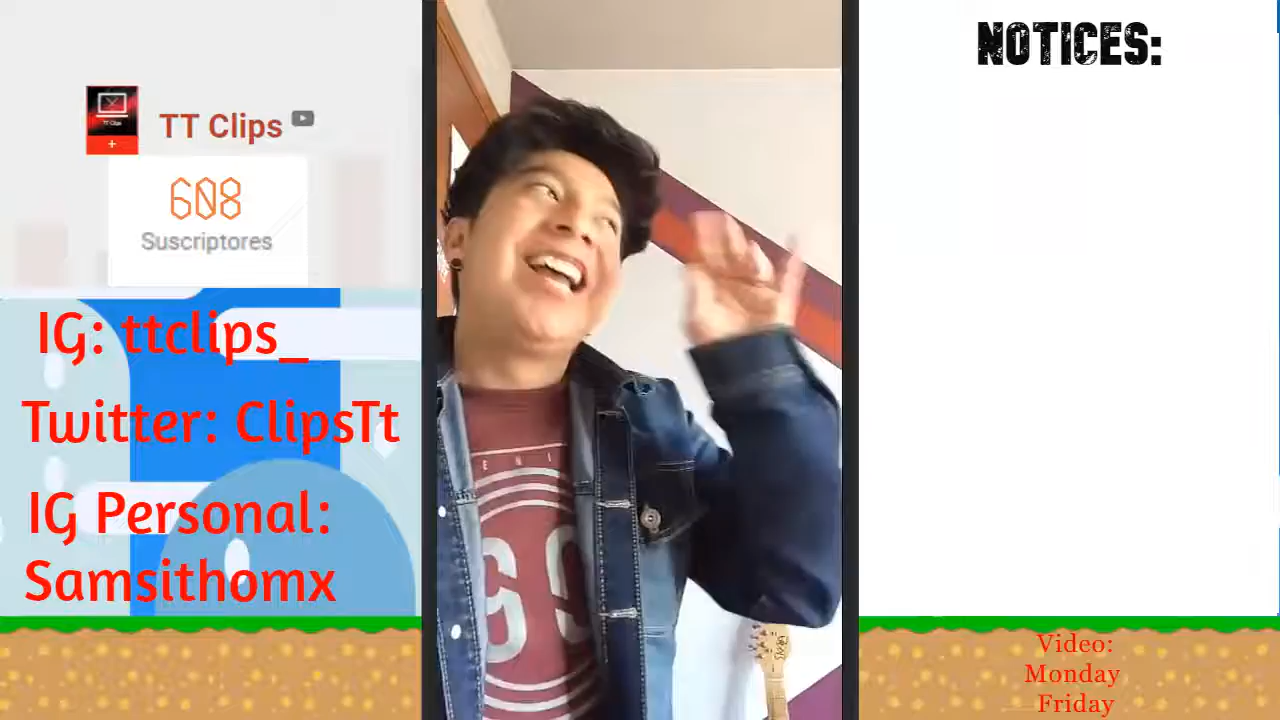 TT Clips
608
Suscriptores
IG: ttclips_
Twitter: ClipsTt
IG Personal:
Samsithomx
NOTICES:
Video:
Monday
Friday